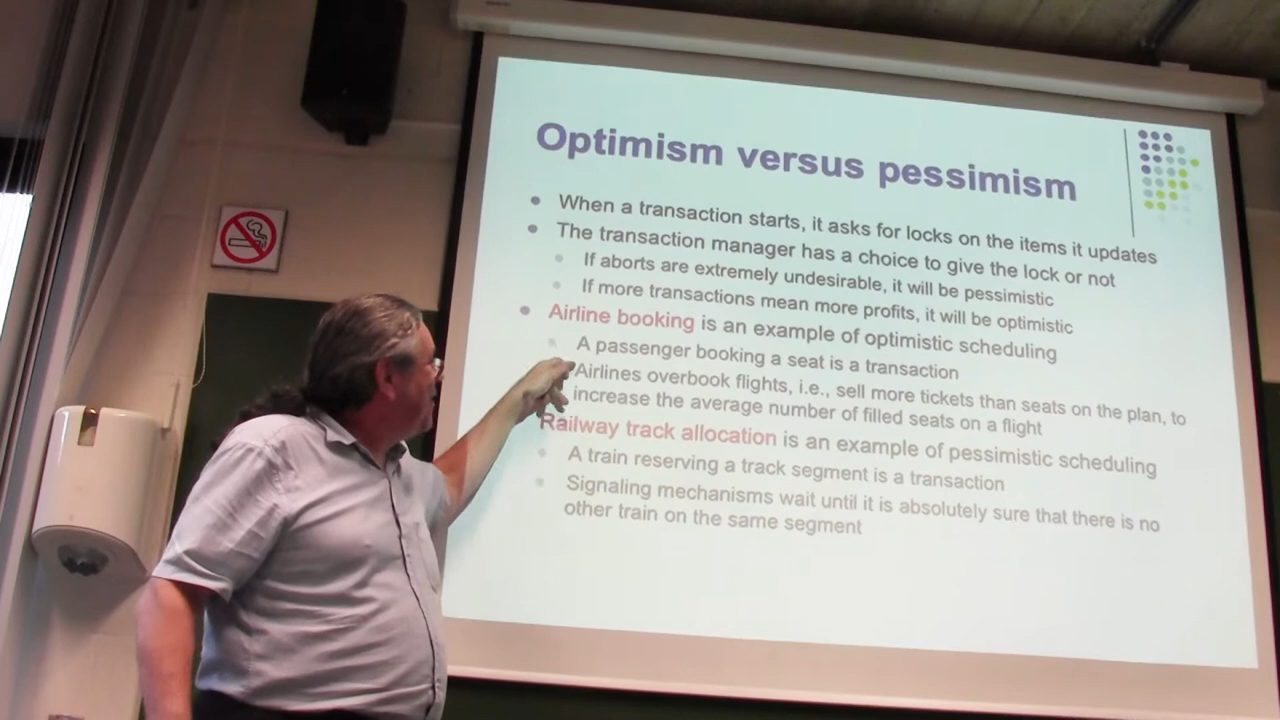 Optimism versus pessimism
When a transaction starts, it asks for locks on the items it updates
The transaction manager has a choice to give the lock or not
If aborts are extremely undesirable, it will be pessimistic
If more transactions mean more profits, it will be optimistic
Airline booking is an example of optimistic scheduling
A passenger booking a seat is a transaction
Airlines overbook flights, i.e., sell more tickets than seats on the plan, to
increase the average number of filled seats on a flight
Railway track allocation is an example of pessimistic scheduling
A train reserving a track segment is a transaction
Signaling mechanisms wait until it is absolutely sure that there is no
other train on the same segment